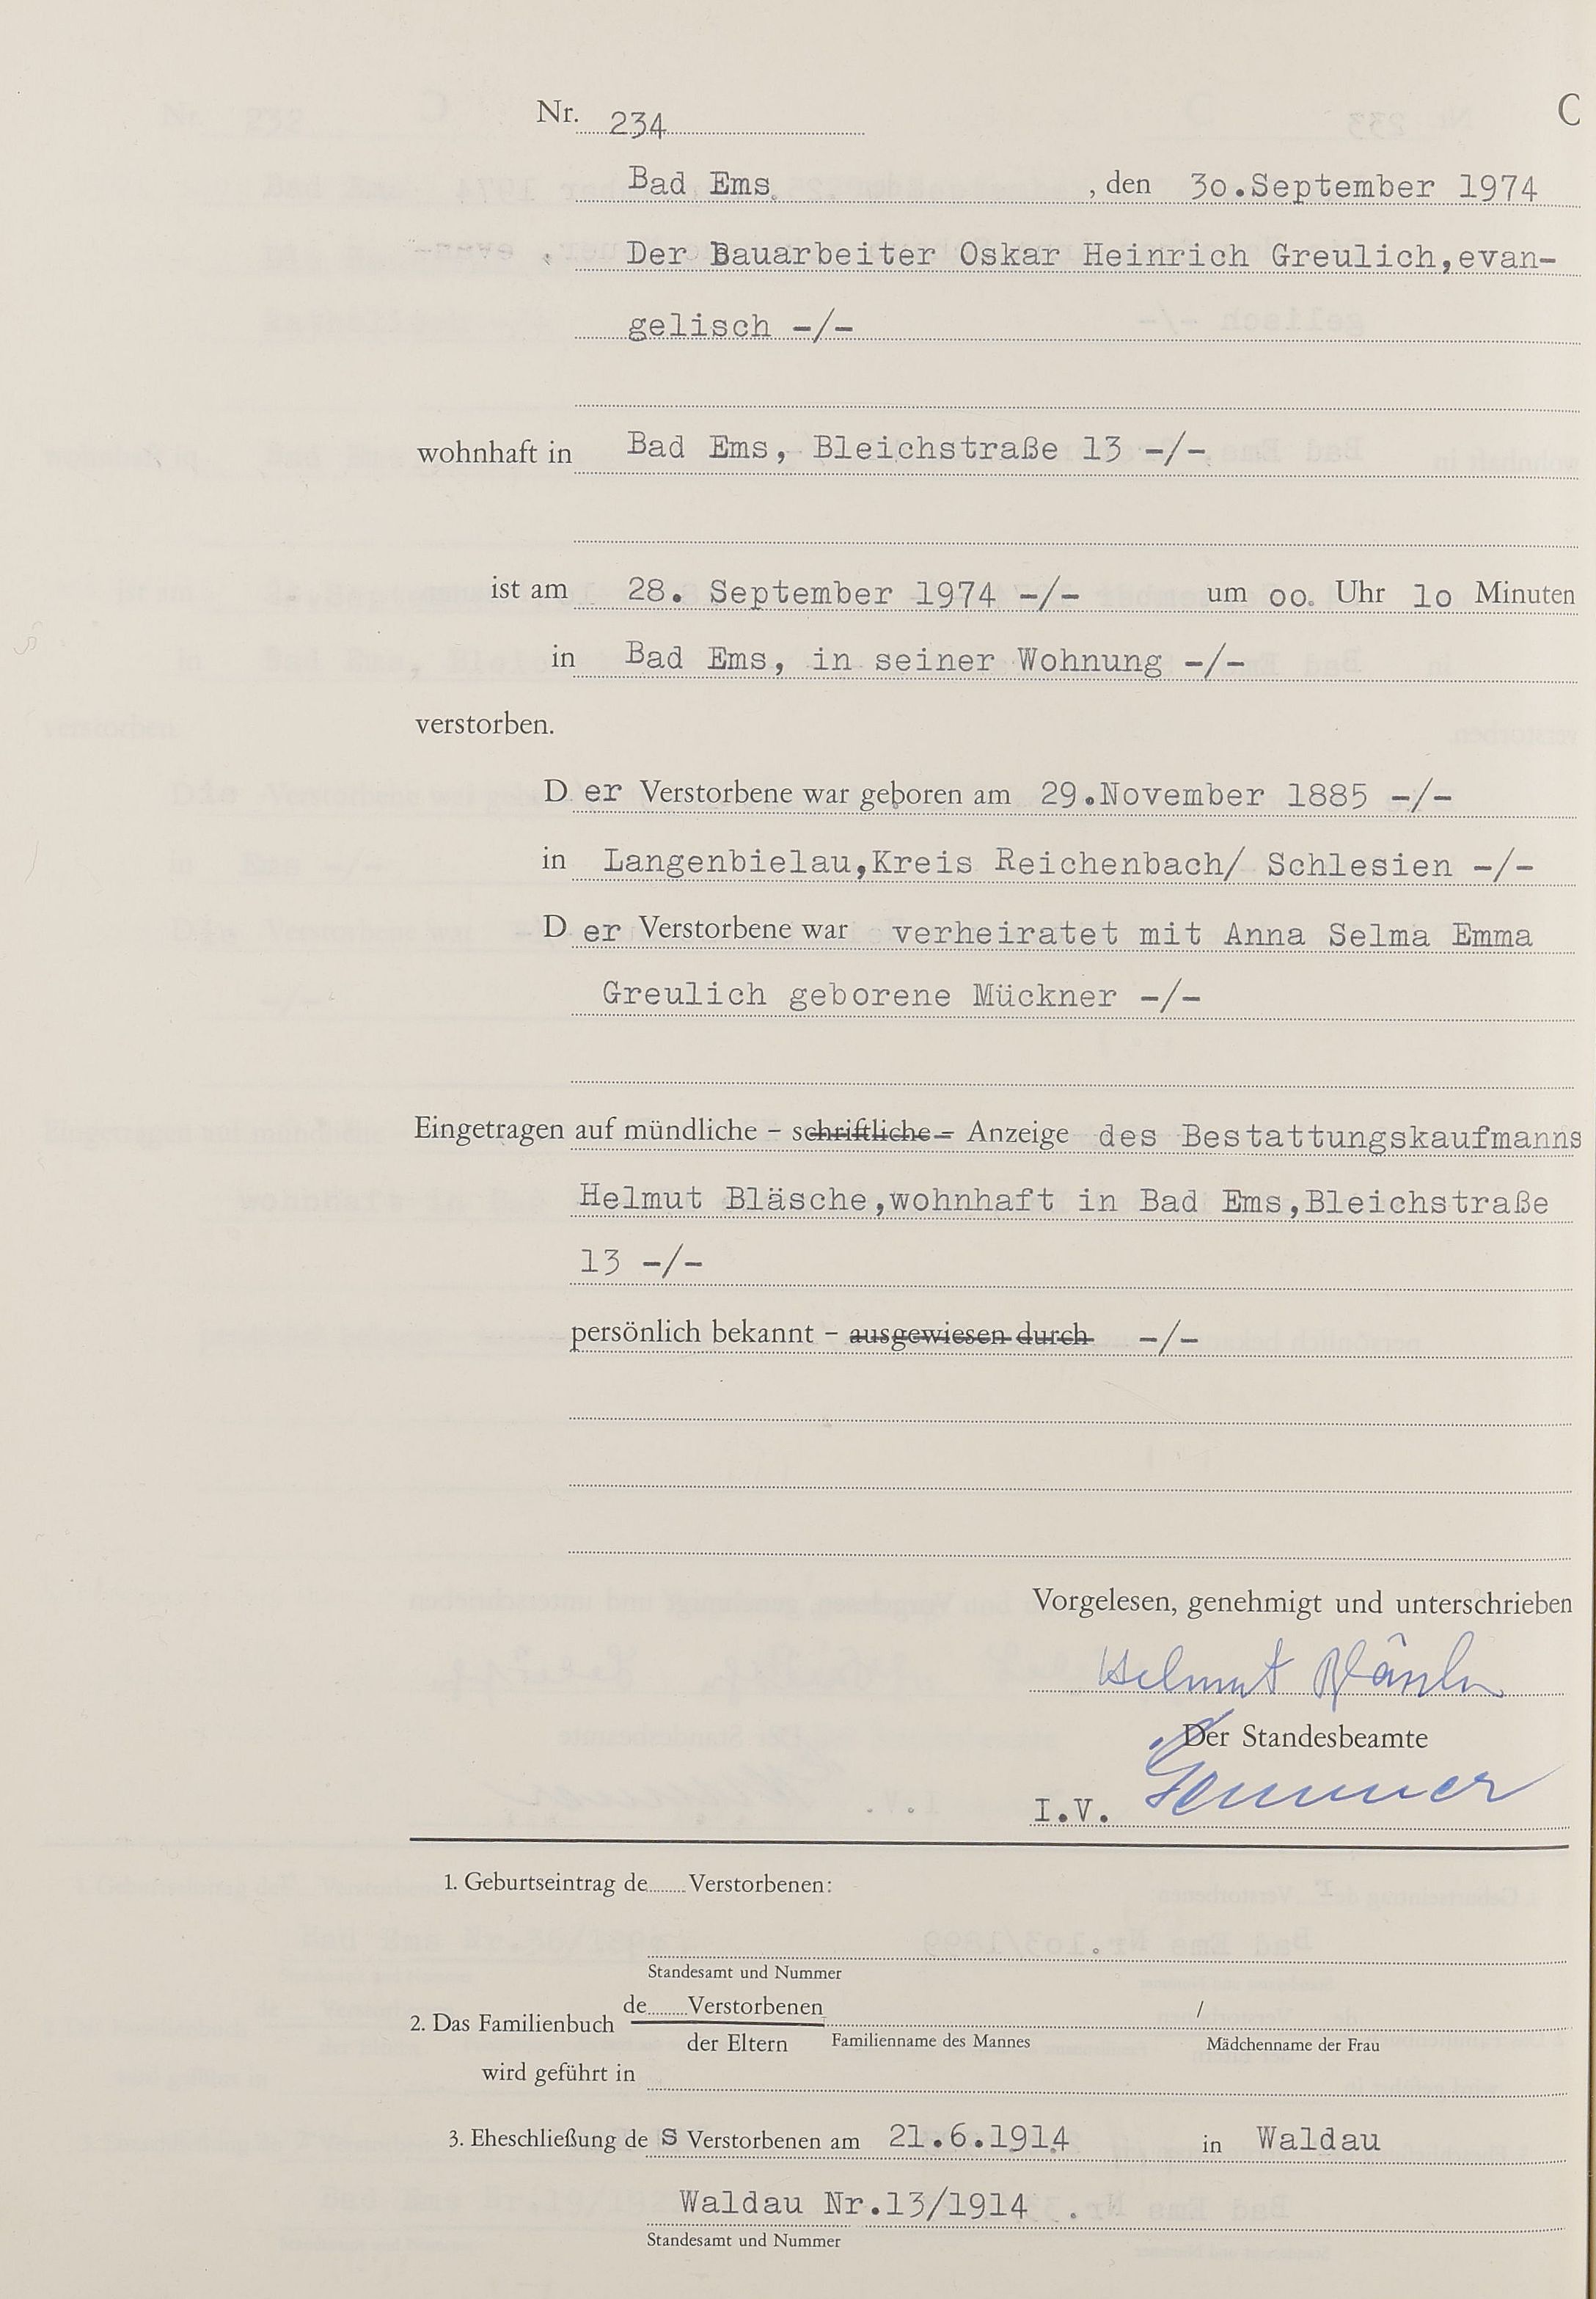 Nr. 234 C
Bad Ems , den 3o.September 1974
Der Bauarbeiter Oskar Heinrich Greulich,evan-
gelisch -/-
wohnhaft in Bad Ems, Bleichstraße 13 -/-
ist am 28. September 1974 -/- um oo. Uhr 1o Minuten
in Bad Ems, in seiner Wohnung -/-
verstorben.
D er Verstorbene war geboren am 29.November 1885 -/-
in Langenbielau,Kreis Reichenbach/ Schlesien -/-
D er Verstorbene war verheiratet mit Anna Selma Emma
Greulich geborene Mückner -/-
Eingetragen auf mündliche - schriftliche - Anzeige des Bestattungskaufmanns
Helmut Bläsche,wohnhaft in Bad Ems,Bleichstraße
13 -/-
persönlich bekannt - ausgewiesen durch -/-
Vorgelesen, genehmigt und unterschrieben
Helmut Bläsche
Der Standesbeamte
I.V.
1. Geburtseintrag de Verstorbenen:
Standesamt und Nummer
2. Das Familienbuch de Verstorbenen /
der Eltern Familienname des Mannes Mädchenname der Frau
wird geführt in
3. Eheschließung de S Verstorbenen am 21.6.1914 in Waldau
Waldau Nr.13/1914
Standesamt und Nummer